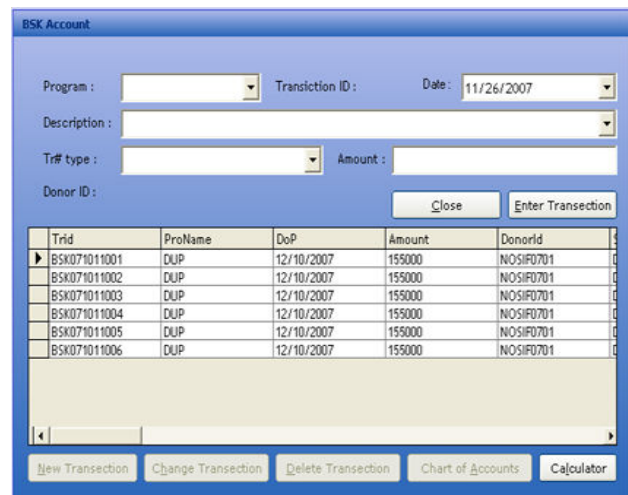 BSK Account
Program : Transiction ID : Date : 11/26/2007
Description :
Tr# type : Amount :
Donor ID :
Close Enter Transection
Trid ProName DoP Amount DonorId
BSK071011001 DUP 12/10/2007 155000 NOSIF0701
BSK071011002 DUP 12/10/2007 155000 NOSIF0701
BSK071011003 DUP 12/10/2007 155000 NOSIF0701
BSK071011004 DUP 12/10/2007 155000 NOSIF0701
BSK071011005 DUP 12/10/2007 155000 NOSIF0701
BSK071011006 DUP 12/10/2007 155000 NOSIF0701
New Transection Change Transection Delete Transection Chart of Accounts Calculator